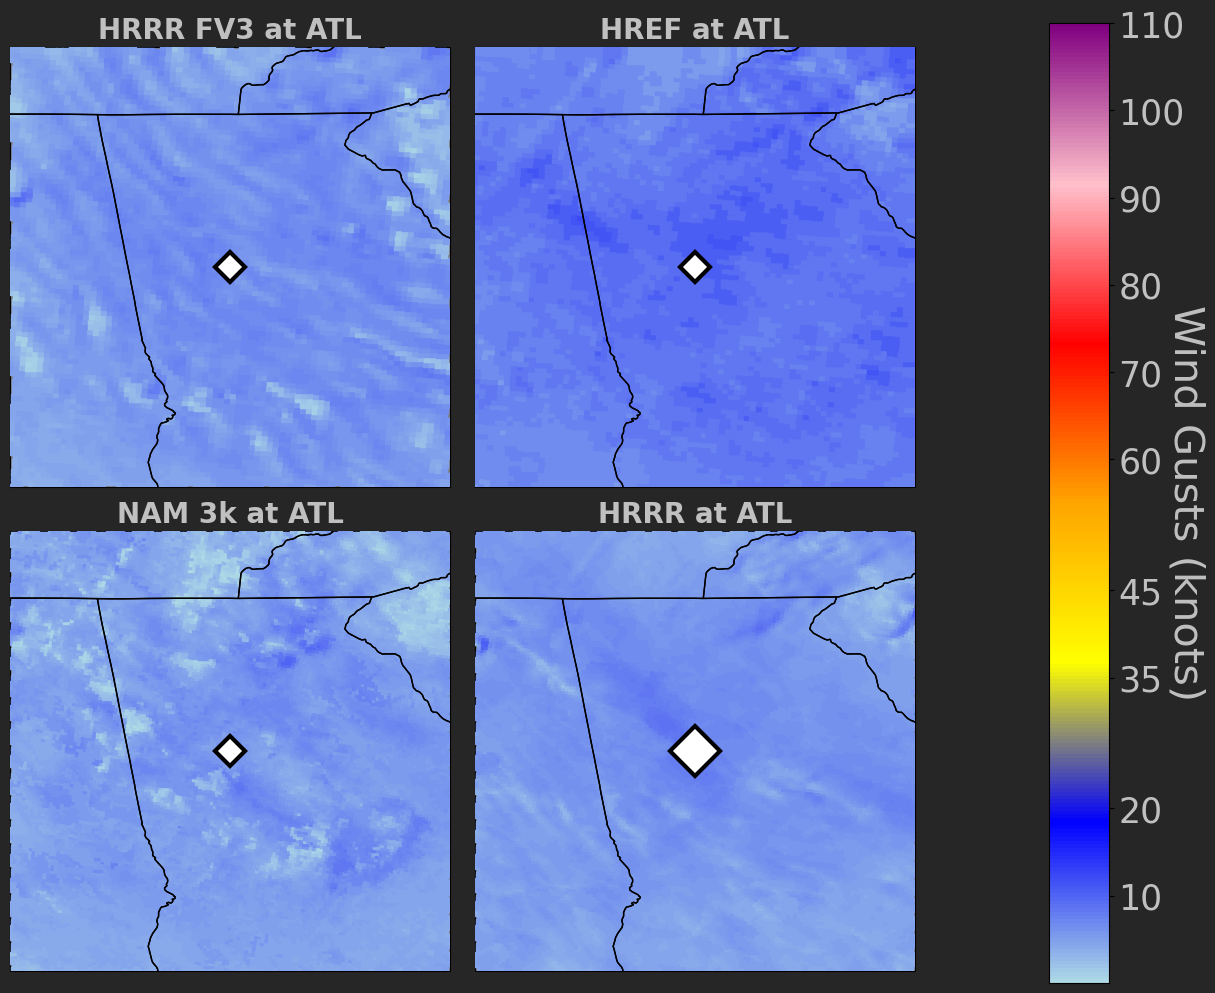 HRRR FV3 at ATL
HREF at ATL
NAM 3k at ATL
HRRR at ATL
110
100
90
80
70
60
45
35
20
10
Wind Gusts (knots)